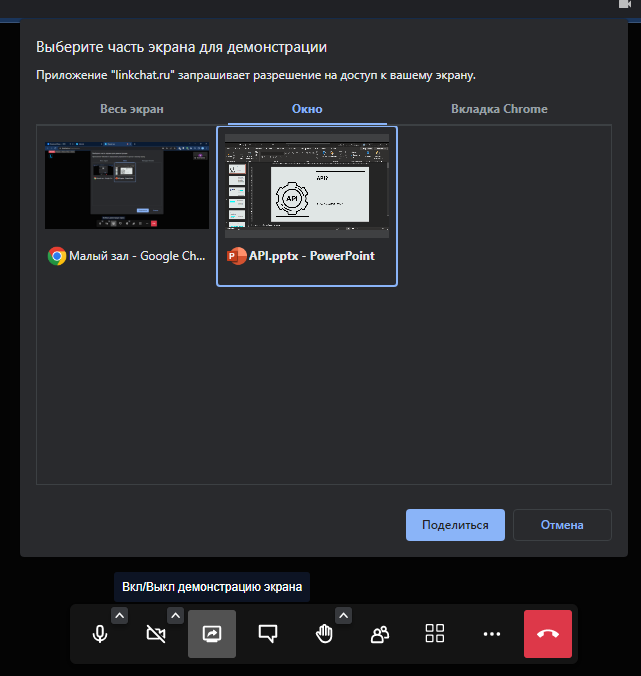 Выберите часть экрана для демонстрации
Приложение "linkchat.ru" запрашивает разрешение на доступ к вашему экрану.
Весь экран
Окно
Вкладка Chrome
API
Малый зал - Google Ch...
API.pptx - PowerPoint
Поделиться
Отмена
Вкл/Выкл демонстрацию экрана